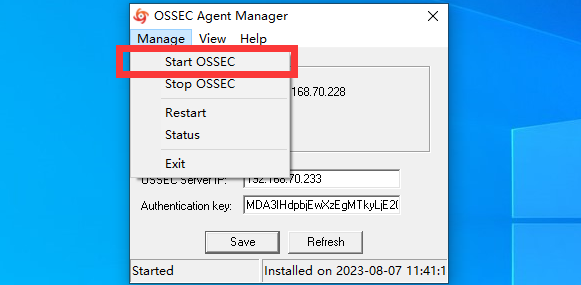 OSSEC Agent Manager
Manage View Help
Start OSSEC
Stop OSSEC
168.70.228
Restart
Status
Exit
OSSEC Server IP: 192.168.70.233
Authentication key: MDA3IHdpbjEwXzEgMTkyLjE2(
Save Refresh
Started Installed on 2023-08-07 11:41:1